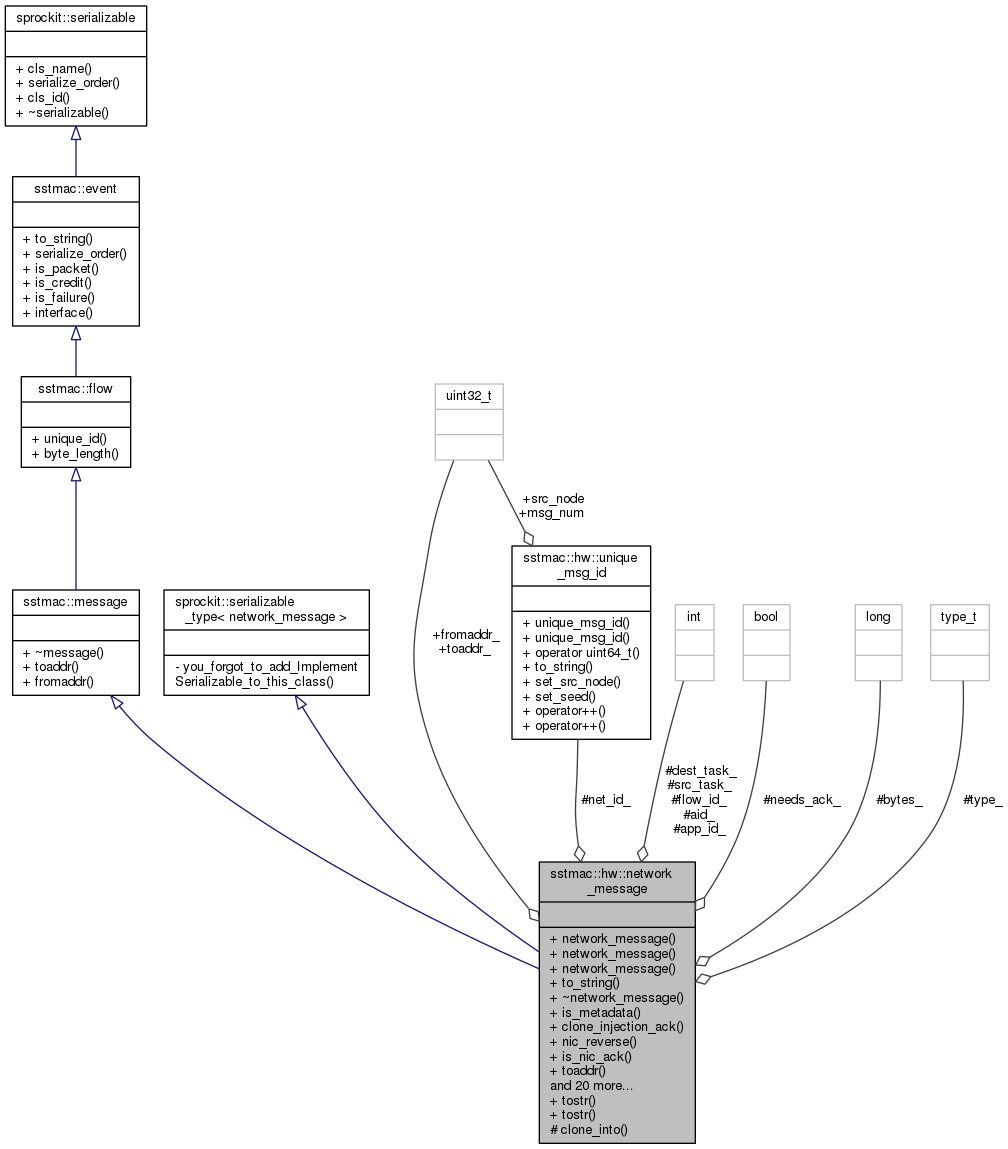 sprockit::serializable
+ cls_name()
+ serialize_order()
+ cls_id()
+ ~serializable()
sstmac::event
+ to_string()
+ serialize_order()
+ is_packet()
+ is_credit()
+ is_failure()
+ interface()
sstmac::flow
+ unique_id()
+ byte_length()
sstmac::message
+ ~message()
+ toaddr()
+ fromaddr()
sprockit::serializable
_type< network_message >
- you_forgot_to_add_Implement
Serializable_to_this_class()
uint32_t
+src_node
+msg_num
+fromaddr_
+toaddr_
sstmac::hw::unique
_msg_id
+ unique_msg_id()
+ unique_msg_id()
+ operator uint64_t()
+ to_string()
+ set_src_node()
+ set_seed()
+ operator++()
+ operator++()
int
bool
long
type_t
#net_id_
#dest_task_
#src_task_
#flow_id_
#aid_
#app_id_
#needs_ack_
#bytes_
#type_
sstmac::hw::network
_message
+ network_message()
+ network_message()
+ network_message()
+ to_string()
+ ~network_message()
+ is_metadata()
+ clone_injection_ack()
+ nic_reverse()
+ is_nic_ack()
+ toaddr()
and 20 more...
+ tostr()
+ tostr()
# clone_into()